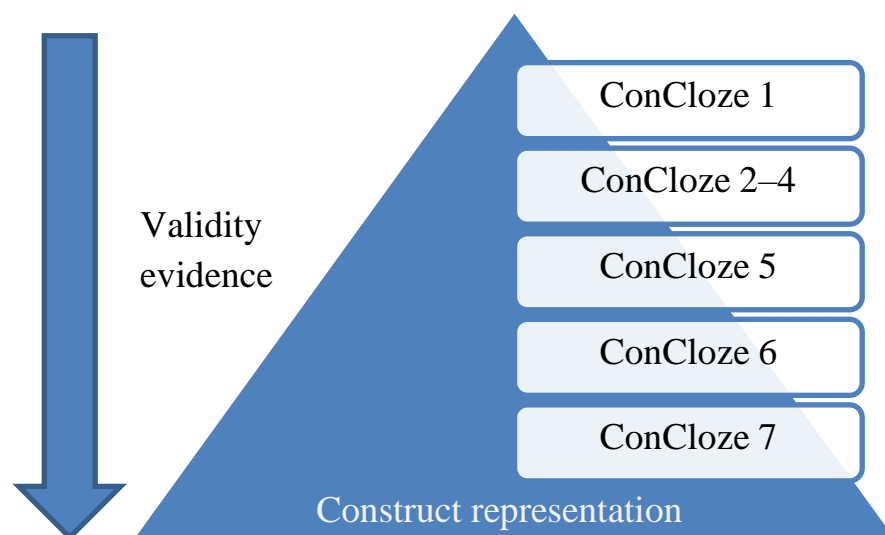 ConCloze 1
ConCloze 2–4
Validity
evidence
ConCloze 5
ConCloze 6
ConCloze 7
Construct representation